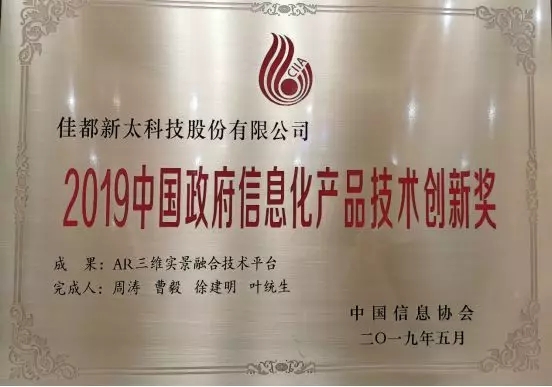 CIIA
佳都新太科技股份有限公司
2019中国政府信息化产品技术创新奖
成 果：AR三维实景融合技术平台
完成人：周涛 曹毅 徐建明 叶统生
中国信息协会
二〇一九年五月